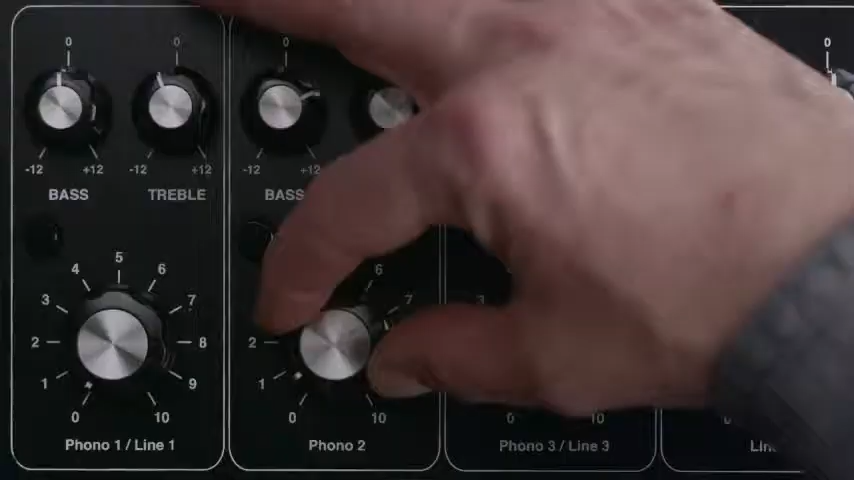 0 0 0 0
-12 +12 -12 +12 -12 +12
BASS TREBLE BASS
5
4 6 6
3 7 7 3
2 8 2
1 9 1
0 10 0 10 0 10 0
Phono 1 / Line 1 Phono 2 Phono 3 / Line 3